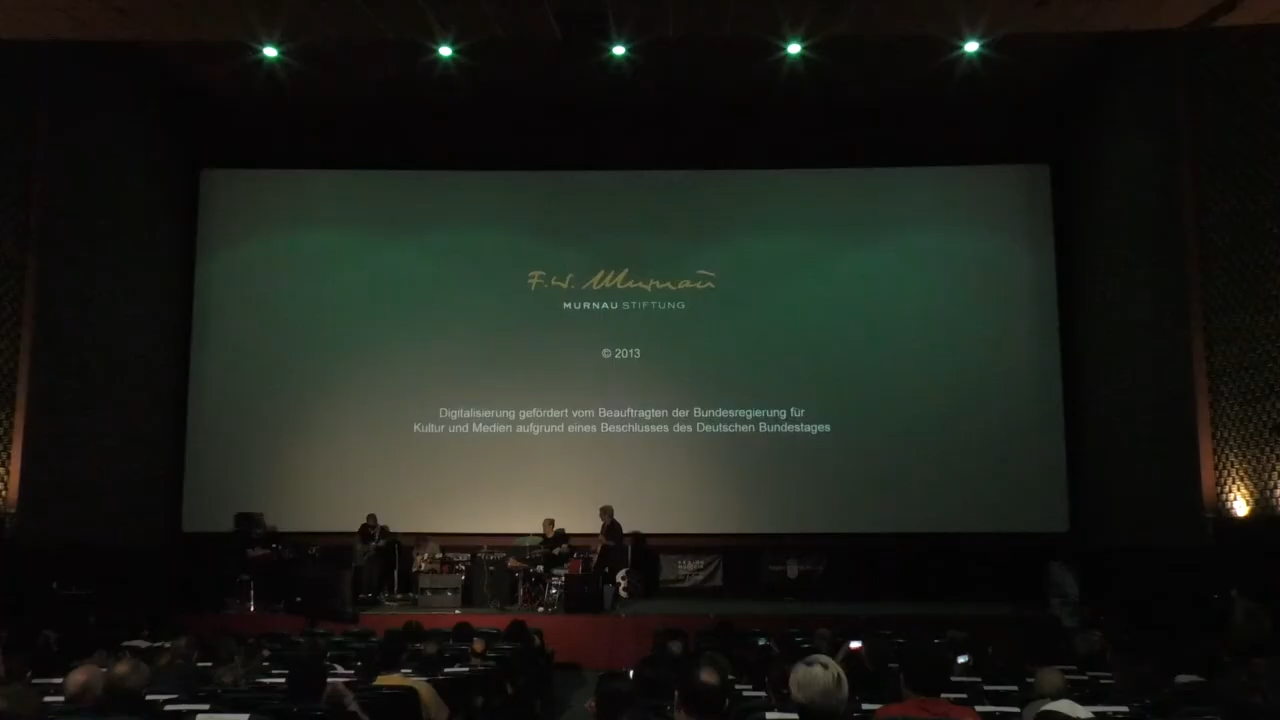 F.W. Murnau
MURNAU STIFTUNG
© 2013
Digitalisierung gefördert vom Beauftragten der Bundesregierung für
Kultur und Medien aufgrund eines Beschlusses des Deutschen Bundestages